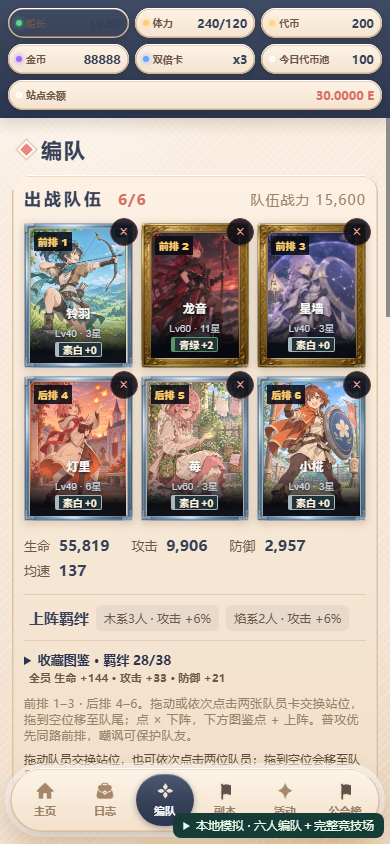 船长 Lv.60
体力 240/120
代币 200
金币 88888
双倍卡 x3
今日代币池 100
站点余额 30.0000 E
编队
出战队伍 6/6 队伍战力 15,600
前排 1
铃羽
Lv40 · 3星
素白 +0
前排 2
龙音
Lv60 · 11星
青绿 +2
前排 3
星墙
Lv40 · 3星
素白 +0
后排 4
灯里
Lv49 · 6星
素白 +0
后排 5
苺
Lv60 · 3星
素白 +0
后排 6
小花
Lv40 · 3星
素白 +0
生命 55,819 攻击 9,906 防御 2,957
均速 137
上阵羁绊 木系3人 · 攻击 +6% 焰系2人 · 攻击 +6%
▶ 收藏图鉴 • 羁绊 28/38
全员 生命 +144 • 攻击 +33 • 防御 +21
前排 1–3 · 后排 4–6。拖动或依次点击两张队员卡交换站位，
拖到空位移至队尾；点 × 下阵，下方图鉴点 + 上阵。普攻优
先同路前排，嘲讽可保护队友。
拖动队员交换站位，也可依次点击两位队员；拖到空位会移至队
主页
日志
编队
副本
活动
公会榜
▶ 本地模拟 · 六人编队 + 完整竞技场